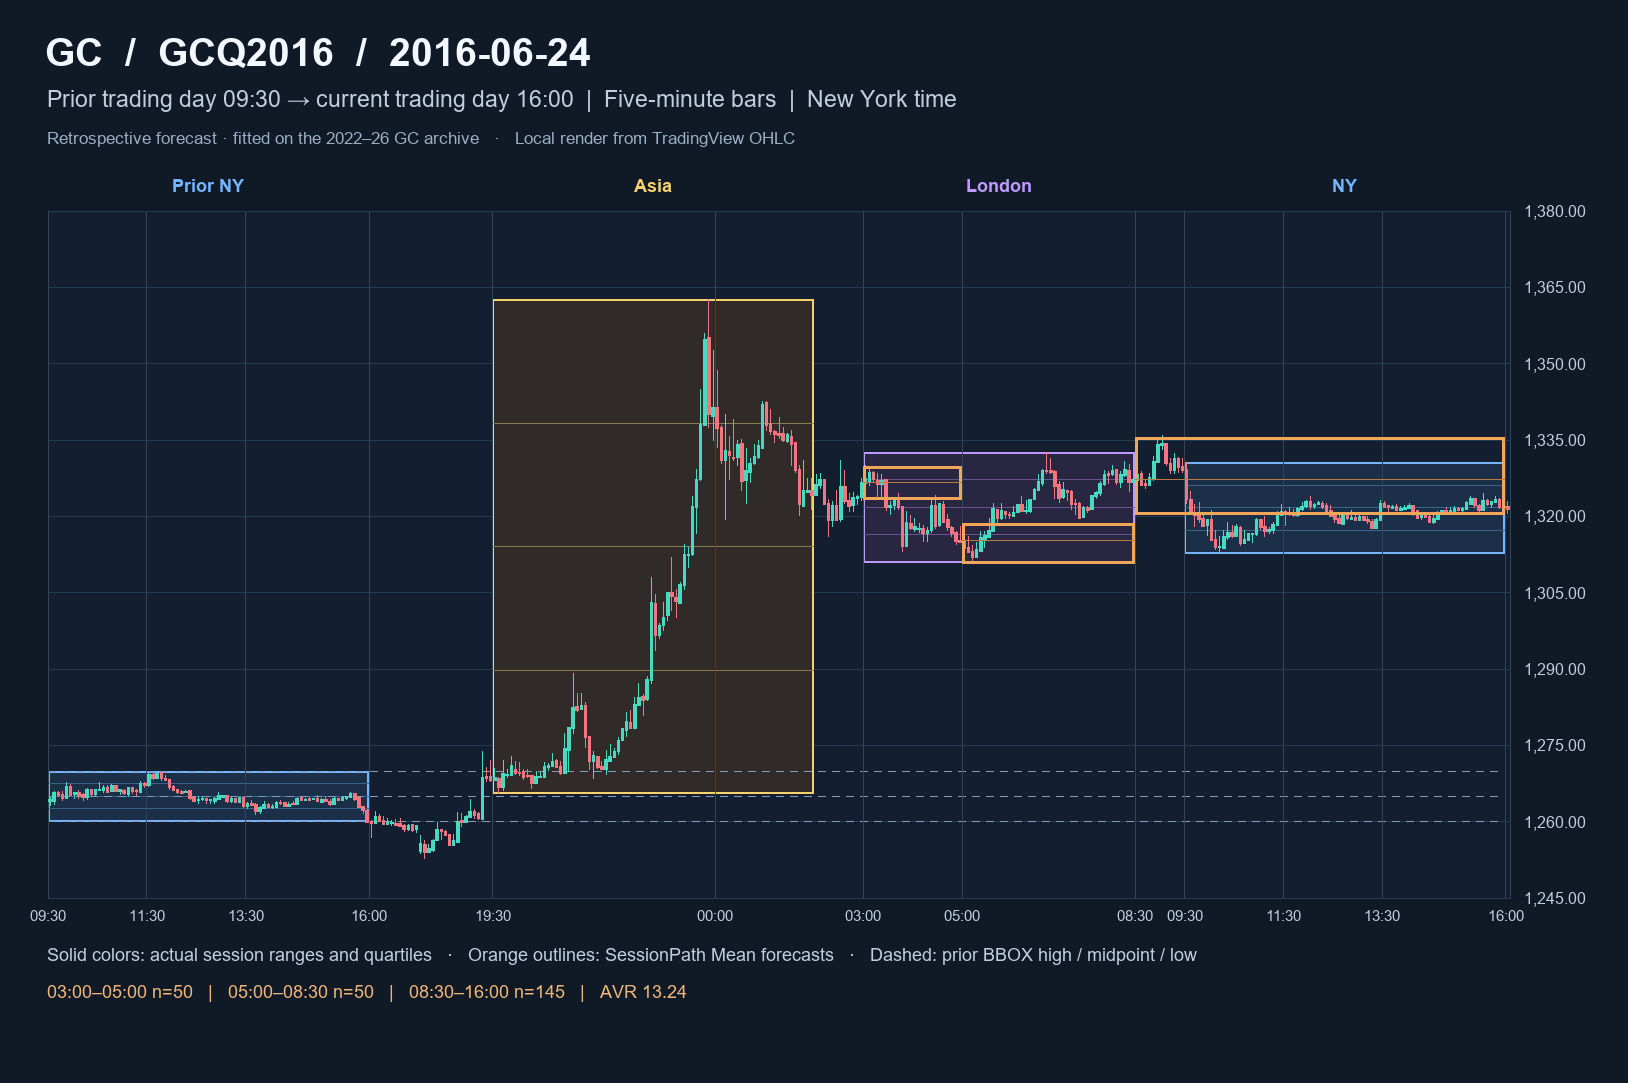 GC / GCQ2016 / 2016-06-24
Prior trading day 09:30 → current trading day 16:00 | Five-minute bars | New York time
Retrospective forecast · fitted on the 2022–26 GC archive · Local render from TradingView OHLC
Prior NY Asia London NY
1,380.00
1,365.00
1,350.00
1,335.00
1,320.00
1,305.00
1,290.00
1,275.00
1,260.00
1,245.00
09:30 11:30 13:30 16:00 19:30 00:00 03:00 05:00 08:30 09:30 11:30 13:30 16:00
Solid colors: actual session ranges and quartiles · Orange outlines: SessionPath Mean forecasts · Dashed: prior BBOX high / midpoint / low
03:00–05:00 n=50 | 05:00–08:30 n=50 | 08:30–16:00 n=145 | AVR 13.24